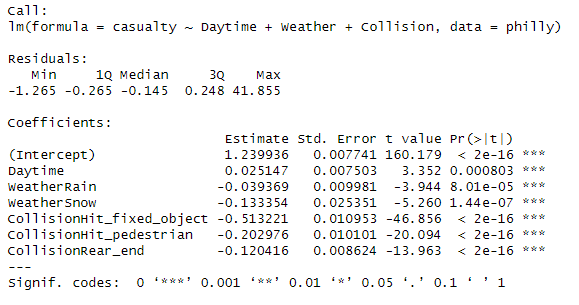 Call:
lm(formula = casualty ~ Daytime + Weather + Collision, data = philly)
Residuals:
Min 1Q Median 3Q Max
-1.265 -0.265 -0.145 0.248 41.855
Coefficients:
Estimate Std. Error t value Pr(>|t|)
(Intercept) 1.239936 0.007741 160.179 < 2e-16 ***
Daytime 0.025147 0.007503 3.352 0.000803 ***
WeatherRain -0.039369 0.009981 -3.944 8.01e-05 ***
WeatherSnow -0.133354 0.025351 -5.260 1.44e-07 ***
CollisionHit_fixed_object -0.513221 0.010953 -46.856 < 2e-16 ***
CollisionHit_pedestrian -0.202976 0.010101 -20.094 < 2e-16 ***
CollisionRear_end -0.120416 0.008624 -13.963 < 2e-16 ***
---
Signif. codes: 0 ‘***’ 0.001 ‘**’ 0.01 ‘*’ 0.05 ‘.’ 0.1 ‘ ’ 1